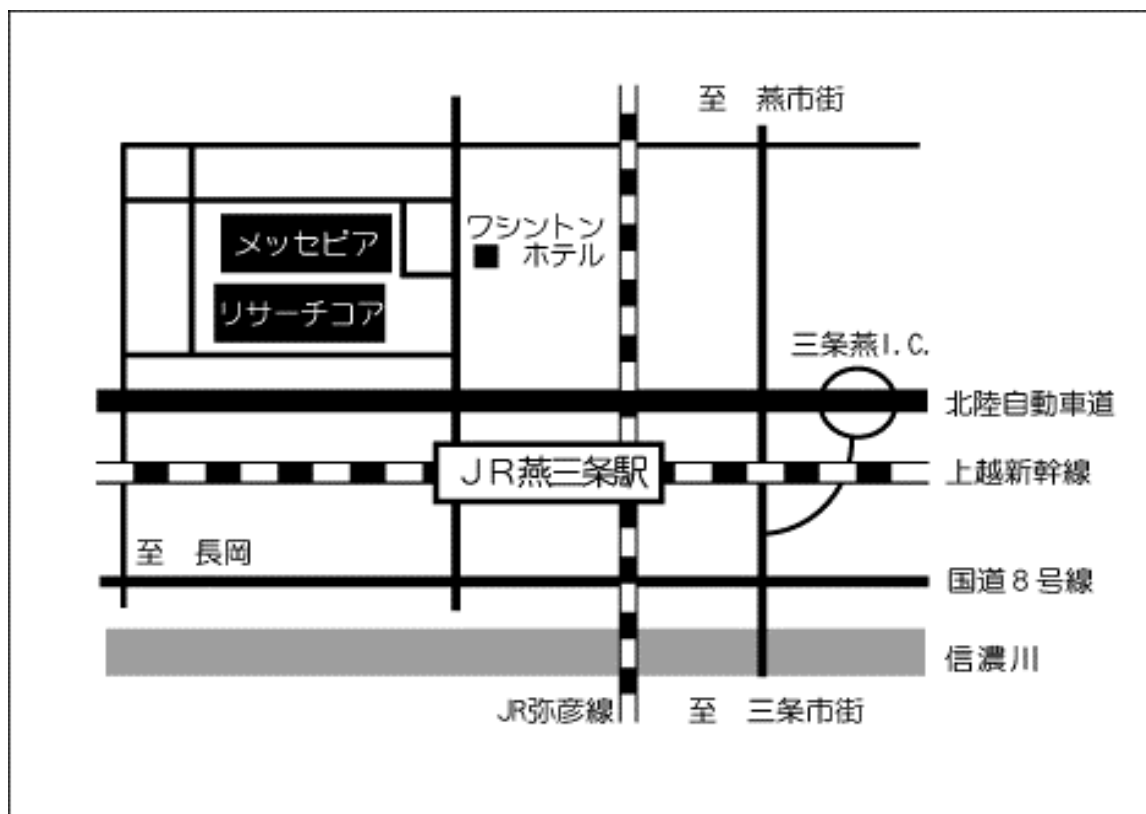 至 燕市街
ワシントン
ホテル
メッセピア
リサーチコア
三条燕I.C.
北陸自動車道
JR燕三条駅
上越新幹線
至 長岡
国道8号線
信濃川
JR弥彦線
至 三条市街